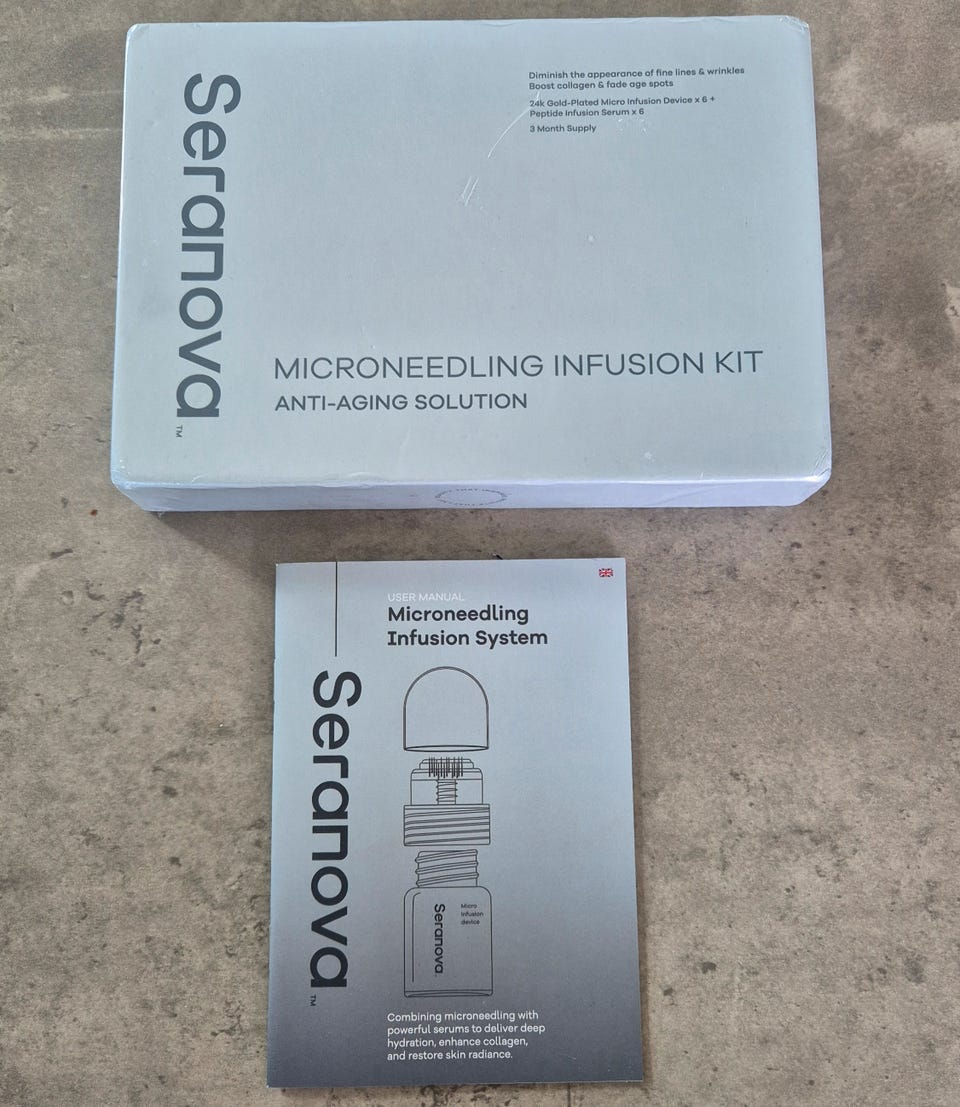 Seranova
TM
Diminish the appearance of fine lines & wrinkles
Boost collagen & fade age spots
24k Gold-Plated Micro Infusion Device x 6 +
Peptide Infusion Serum x 6
3 Month Supply
MICRONEEDLING INFUSION KIT
ANTI-AGING SOLUTION
USER MANUAL
Microneedling
Infusion System
Seranova
TM
Micro
Infusion
device
Seranova
Combining microneedling with
powerful serums to deliver deep
hydration, enhance collagen,
and restore skin radiance.